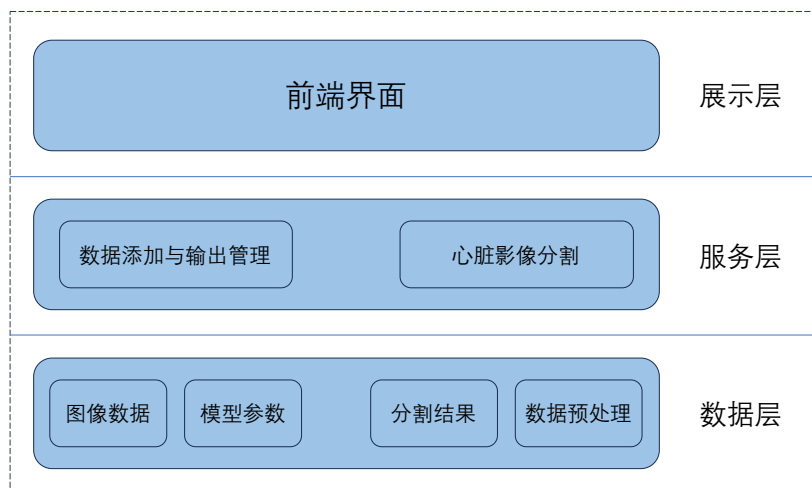 前端界面
展示层
数据添加与输出管理
心脏影像分割
服务层
图像数据
模型参数
分割结果
数据预处理
数据层